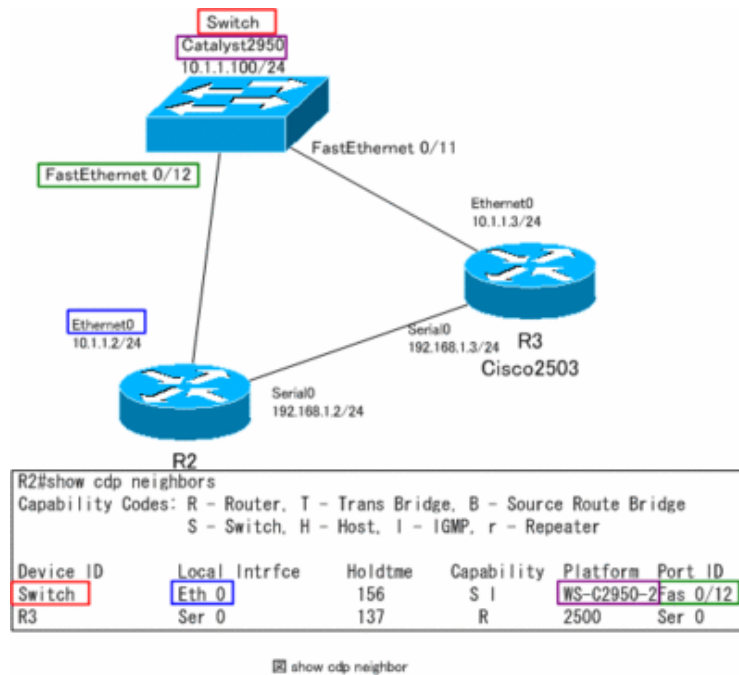 Switch
Catalyst2950
10.1.1.100/24
FastEthernet 0/11
FastEthernet 0/12
Ethernet0
10.1.1.3/24
Ethernet0
10.1.1.2/24
Serial0
192.168.1.3/24
R3
Cisco2503
Serial0
192.168.1.2/24
R2
R2#show cdp neighbors
Capability Codes: R - Router, T - Trans Bridge, B - Source Route Bridge
S - Switch, H - Host, I - IGMP, r - Repeater
Device ID Local Intrfce Holdtme Capability Platform Port ID
Switch Eth 0 156 S I WS-C2950-2 Fas 0/12
R3 Ser 0 137 R 2500 Ser 0
図 show cdp neighbor